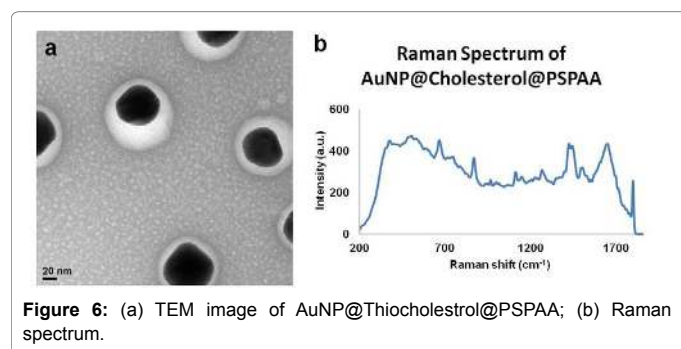 a
20 nm
b
Raman Spectrum of
AuNP@Cholesterol@PSPAA
Intensity (a.u.)
600
400
200
0
200
700
1200
1700
Raman shift (cm⁻¹)
Figure 6: (a) TEM image of AuNP@Thiocholestrol@PSPAA; (b) Raman
spectrum.